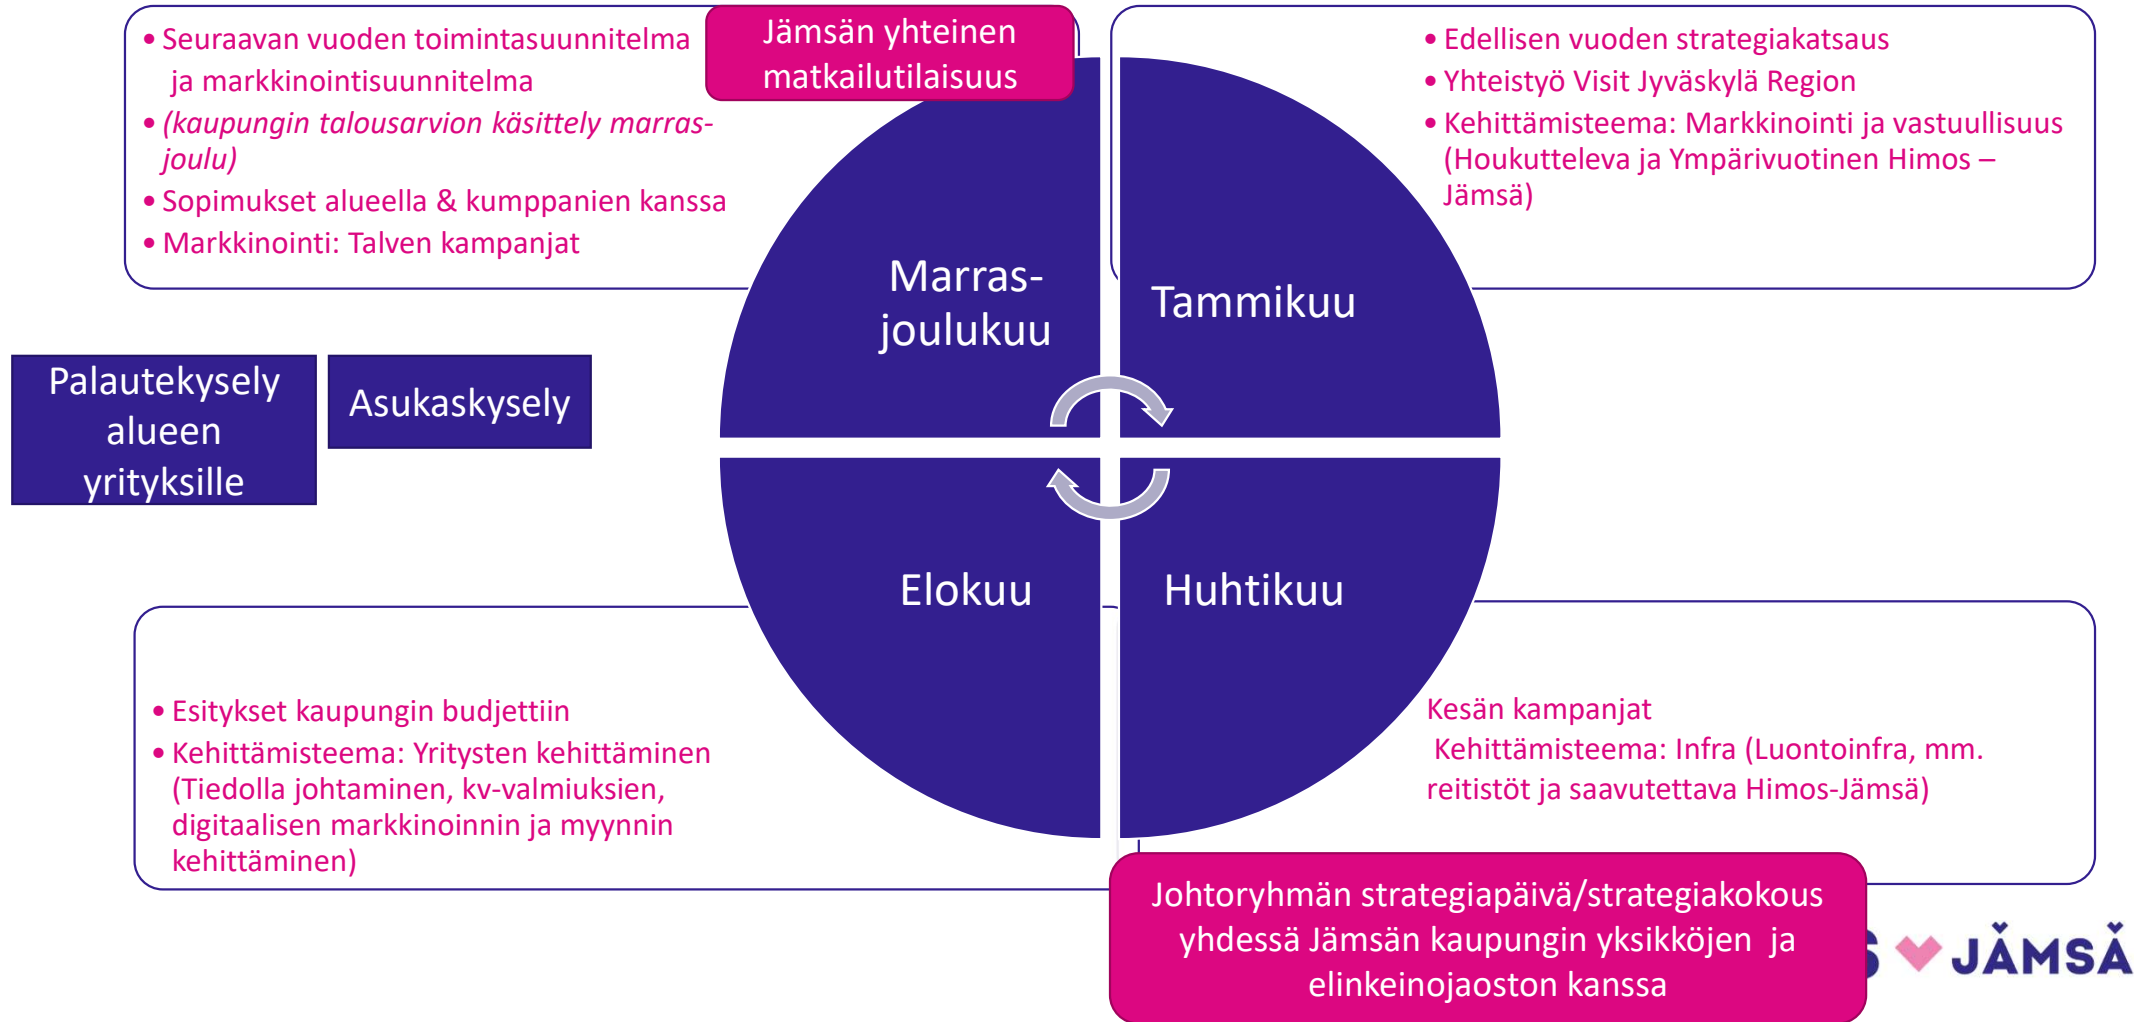 • Seuraavan vuoden toimintasuunnitelma
ja markkinointisuunnitelma
• (kaupungin talousarvion käsittely marras-
joulu)
• Sopimukset alueella & kumppanien kanssa
• Markkinointi: Talven kampanjat
Jämsän yhteinen
matkailutilaisuus
• Edellisen vuoden strategiakatsaus
• Yhteistyö Visit Jyväskylä Region
• Kehittämisteema: Markkinointi ja vastuullisuus
(Houkutteleva ja Ympärivuotinen Himos –
Jämsä)
Marras-
joulukuu
Tammikuu
Palautekysely
alueen
yrityksille
Asukaskysely
Elokuu
Huhtikuu
• Esitykset kaupungin budjettiin
• Kehittämisteema: Yritysten kehittäminen
(Tiedolla johtaminen, kv-valmiuksien,
digitaalisen markkinoinnin ja myynnin
kehittäminen)
Kesän kampanjat
Kehittämisteema: Infra (Luontoinfra, mm.
reitistöt ja saavutettava Himos-Jämsä)
Johtoryhmän strategiapäivä/strategiakokous
yhdessä Jämsän kaupungin yksikköjen ja
elinkeinojaoston kanssa
JÄMSÄ